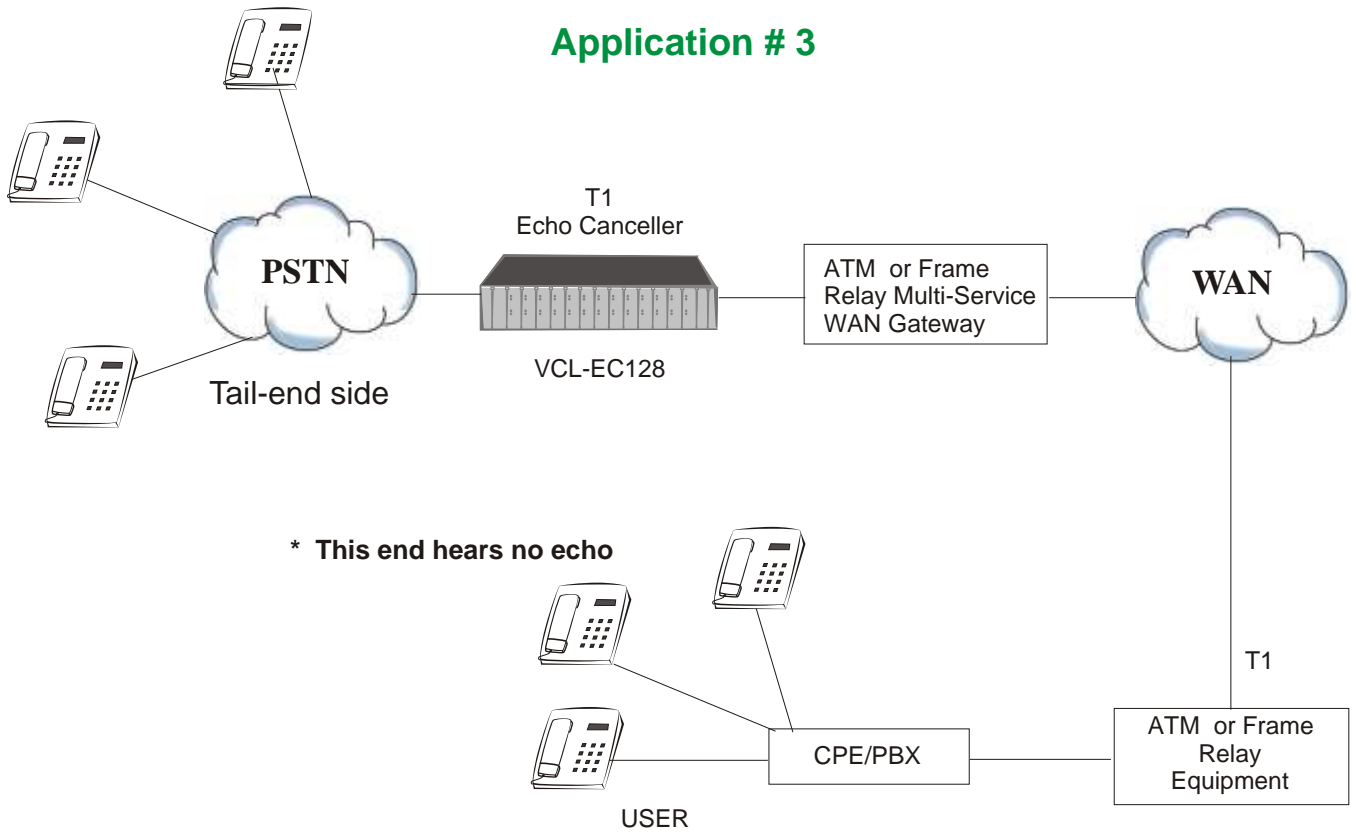 Application # 3
T1
Echo Canceller
PSTN
ATM or Frame
Relay Multi-Service
WAN Gateway
WAN
VCL-EC128
Tail-end side
* This end hears no echo
T1
CPE/PBX
ATM or Frame
Relay
Equipment
USER